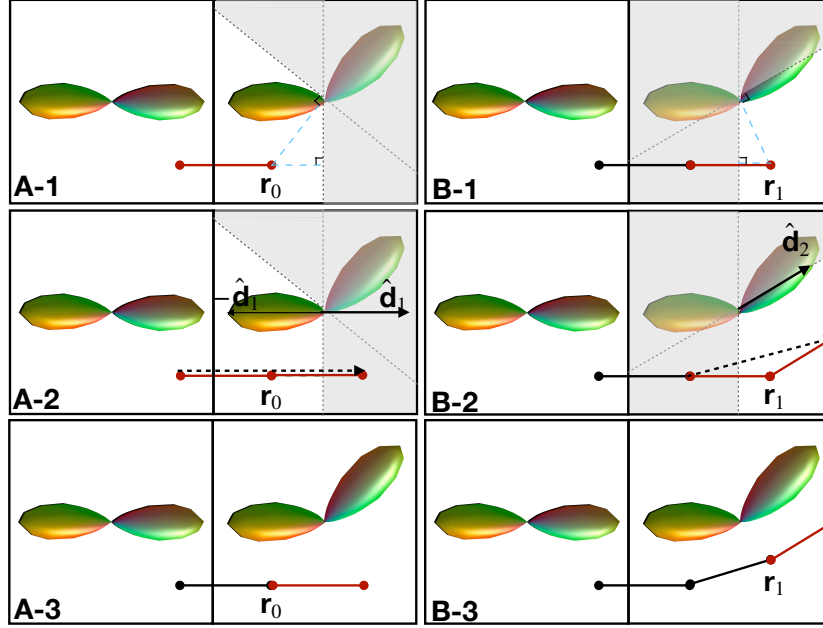 r₀
A-1
r₁
B-1
d̂₂
-d̂₁ d̂₁
r₀
A-2
r₁
B-2
r₀
A-3
r₁
B-3